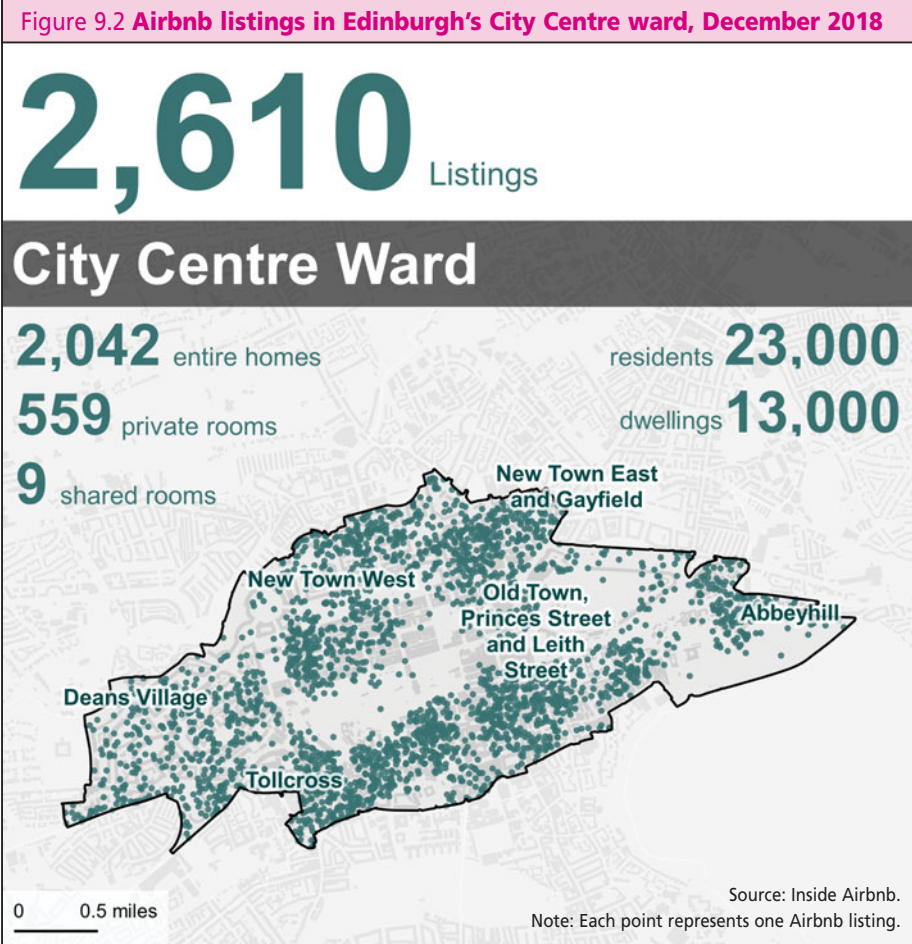 Figure 9.2 Airbnb listings in Edinburgh's City Centre ward, December 2018
2,610 Listings
City Centre Ward
2,042 entire homes
559 private rooms
9 shared rooms
residents 23,000
dwellings 13,000
New Town East
and Gayfield
New Town West
Old Town,
Princes Street
and Leith
Street
Abbeyhill
Deans Village
Tollcross
0 0.5 miles
Source: Inside Airbnb.
Note: Each point represents one Airbnb listing.